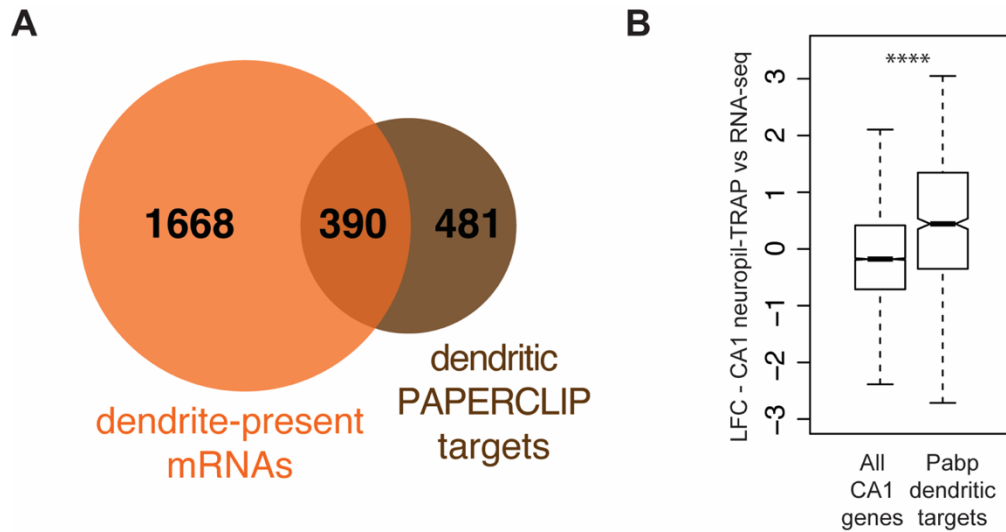 A
1668
390
481
dendrite-present
mRNAs
dendritic
PAPERCLIP
targets
B
LFC - CA1 neuropil-TRAP vs RNA-seq
3
2
1
0
−1
−2
−3
****
All
CA1
genes
Pabp
dendritic
targets